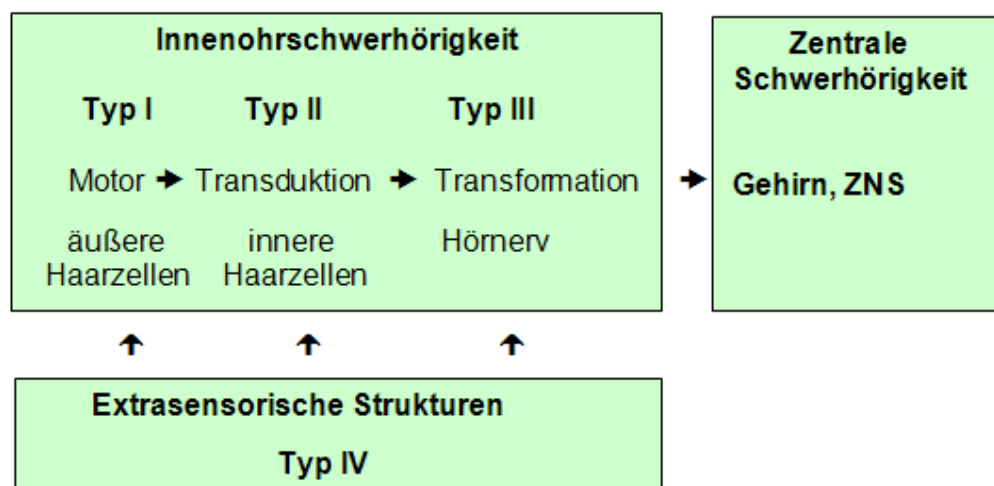 Innenohrschwerhörigkeit
Typ I Typ II Typ III
Motor → Transduktion → Transformation
äußere Haarzellen
innere Haarzellen
Hörnerv
Zentrale
Schwerhörigkeit
Gehirn, ZNS
Extrasensorische Strukturen
Typ IV